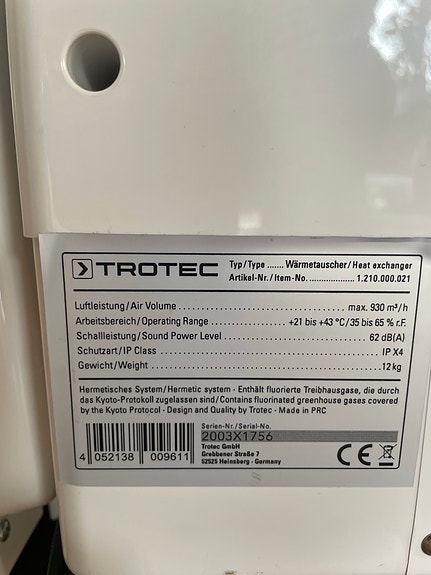 TROTEC
Typ/Type ....... Wärmetauscher/Heat exchanger
Artikel-Nr./Item-No. .................. 1.210.000.021
Luftleistung/Air Volume .................................. max. 930 m³/h
Arbeitsbereich/Operating Range ........ +21 bis +43 °C/35 bis 65 % r.F.
Schallleistung/Sound Power Level ............................. 62 dB(A)
Schutzart/IP Class .................................................. IP X4
Gewicht/Weight ..................................................... 12 kg
Hermetisches System/Hermetic system · Enthält fluorierte Treibhausgase, die durch
das Kyoto-Protokoll zugelassen sind/Contains fluorinated greenhouse gases covered
by the Kyoto Protocol · Design and Quality by Trotec · Made in PRC
Serien-Nr./Serial-No.
2003X1756
Trotec GmbH
Grebbener Straße 7
52525 Heinsberg · Germany
4 052138 009611
CE